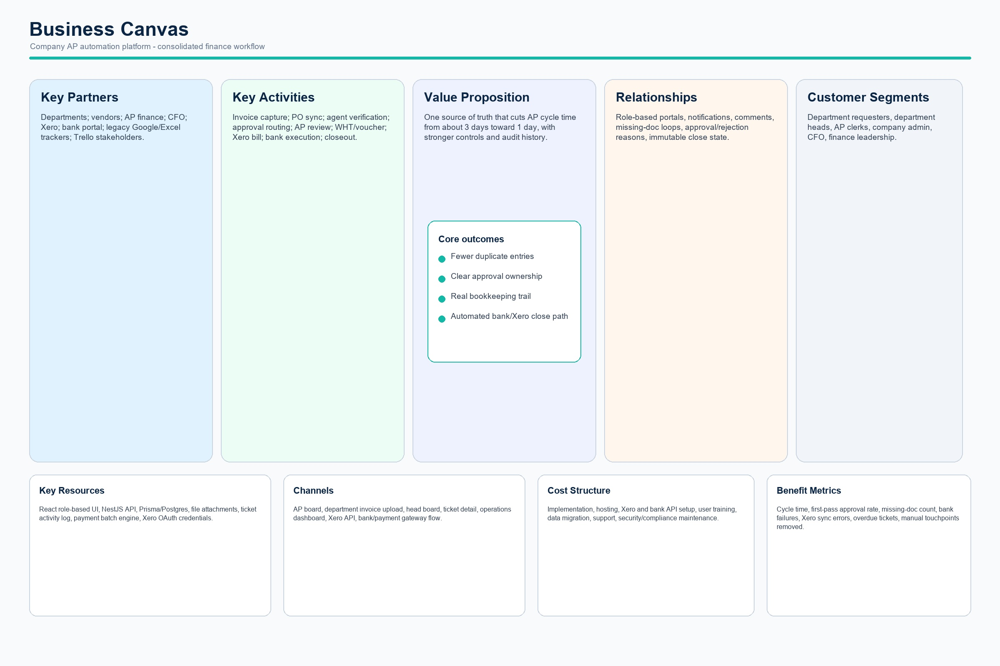 Business Canvas
Company AP automation platform - consolidated finance workflow
Key Partners
Departments; vendors; AP finance; CFO;
Xero; bank portal; legacy Google/Excel
trackers; Trello stakeholders.
Key Activities
Invoice capture; PO sync; agent verification;
approval routing; AP review; WHT/voucher;
Xero bill; bank execution; closeout.
Value Proposition
One source of truth that cuts AP cycle time
from about 3 days toward 1 day, with
stronger controls and audit history.
Core outcomes
Fewer duplicate entries
Clear approval ownership
Real bookkeeping trail
Automated bank/Xero close path
Relationships
Role-based portals, notifications, comments,
missing-doc loops, approval/rejection
reasons, immutable close state.
Customer Segments
Department requesters, department
heads, AP clerks, company admin,
CFO, finance leadership.
Key Resources
React role-based UI, NestJS API, Prisma/Postgres, file attachments, ticket
activity log, payment batch engine, Xero OAuth credentials.
Channels
AP board, department invoice upload, head board, ticket detail, operations
dashboard, Xero API, bank/payment gateway flow.
Cost Structure
Implementation, hosting, Xero and bank API setup, user training,
data migration, support, security/compliance maintenance.
Benefit Metrics
Cycle time, first-pass approval rate, missing-doc count, bank
failures, Xero sync errors, overdue tickets, manual touchpoints
removed.